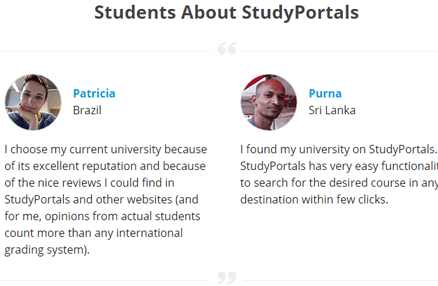 Students About StudyPortals
Patricia
Brazil
I choose my current university because
of its excellent reputation and because
of the nice reviews I could find in
StudyPortals and other websites (and
for me, opinions from actual students
count more than any international
grading system).
Purna
Sri Lanka
I found my university on StudyPortals.
StudyPortals has very easy
to search for the desired course in any
destination within few clicks.